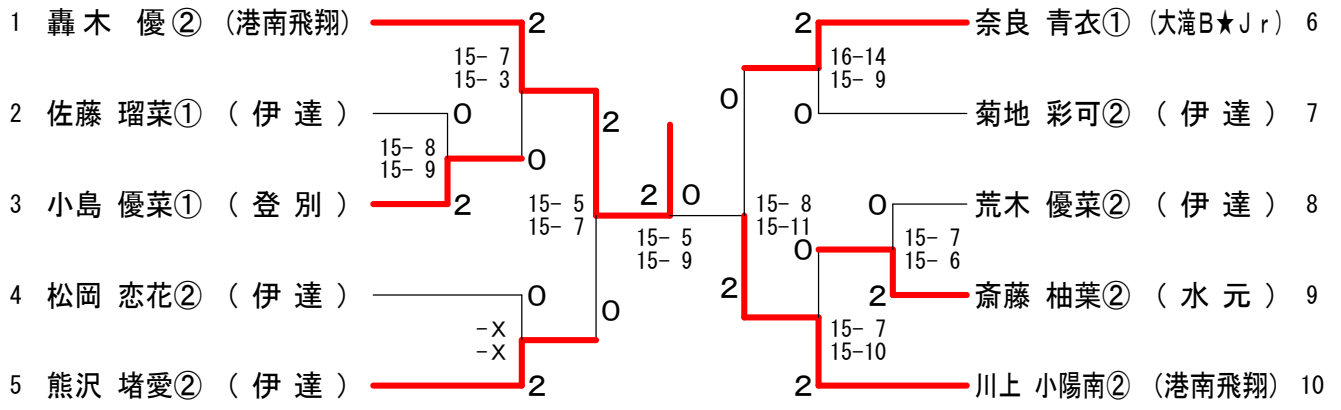 1 轟木 優② (港南飛翔) 2 2 奈良 青衣① (大滝B★Jr) 6
15- 7 16-14
15- 3 15- 9
0
2 佐藤 瑠菜① ( 伊 達 ) 0 2 0 菊地 彩可② ( 伊 達 ) 7
15- 8
15- 9 0
3 小島 優菜① ( 登 別 ) 2 15- 5 2 0 15- 8 0 荒木 優菜② ( 伊 達 ) 8
15- 7 15-11 15- 7
15- 5 0 15- 6
15- 9
4 松岡 恋花② ( 伊 達 ) 0 0 2 2 斎藤 柚葉② ( 水 元 ) 9
-X 15- 7
-X 15-10
5 熊沢 堵愛② ( 伊 達 ) 2 2 川上 小陽南② (港南飛翔) 10